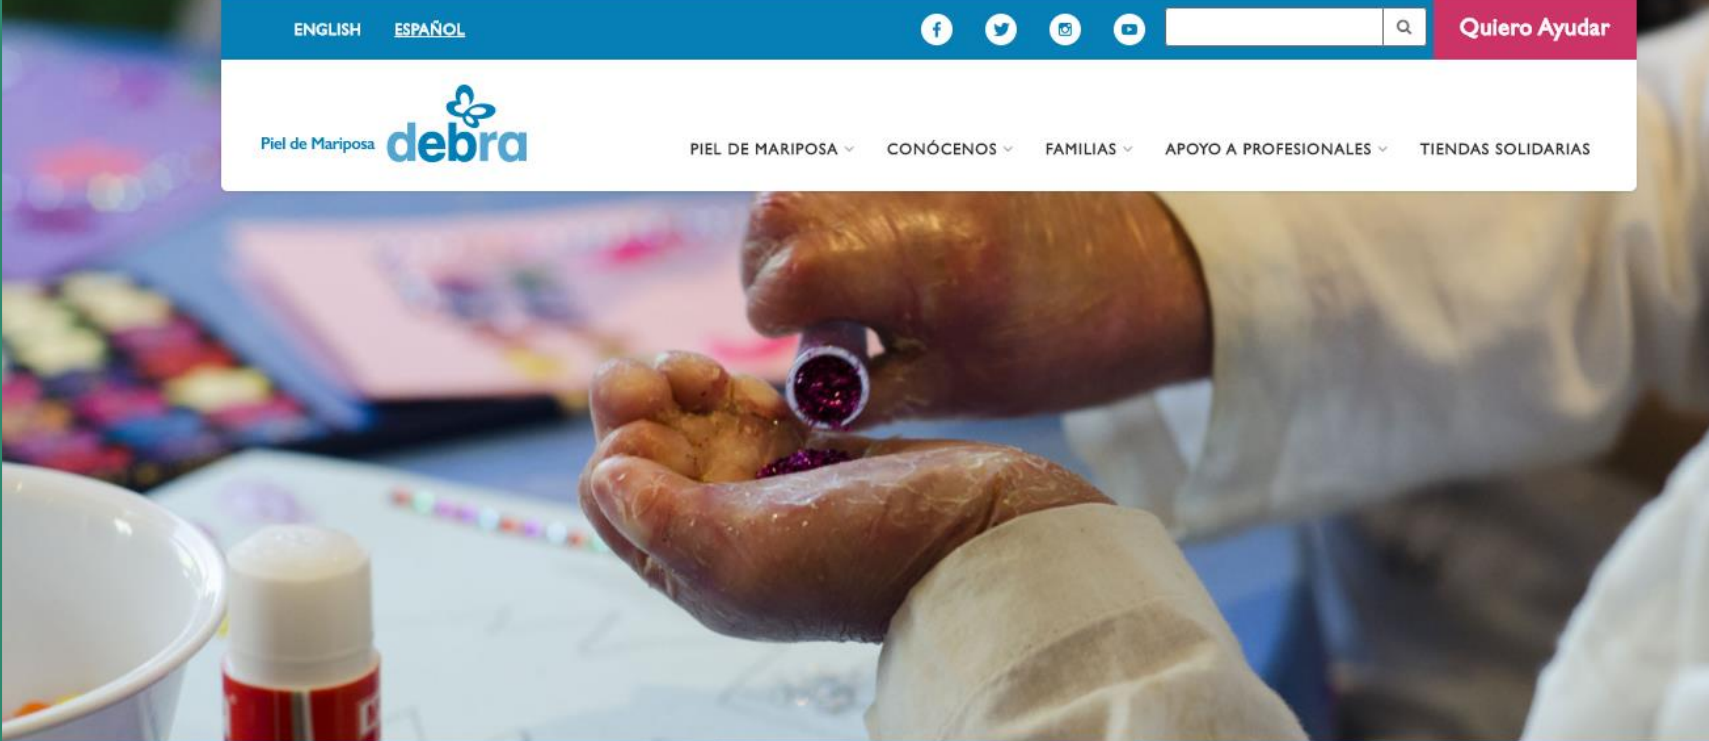 ENGLISH ESPAÑOL
Quiero Ayudar
Piel de Mariposa debra
PIEL DE MARIPOSA CONÓCENOS FAMILIAS APOYO A PROFESIONALES TIENDAS SOLIDARIAS